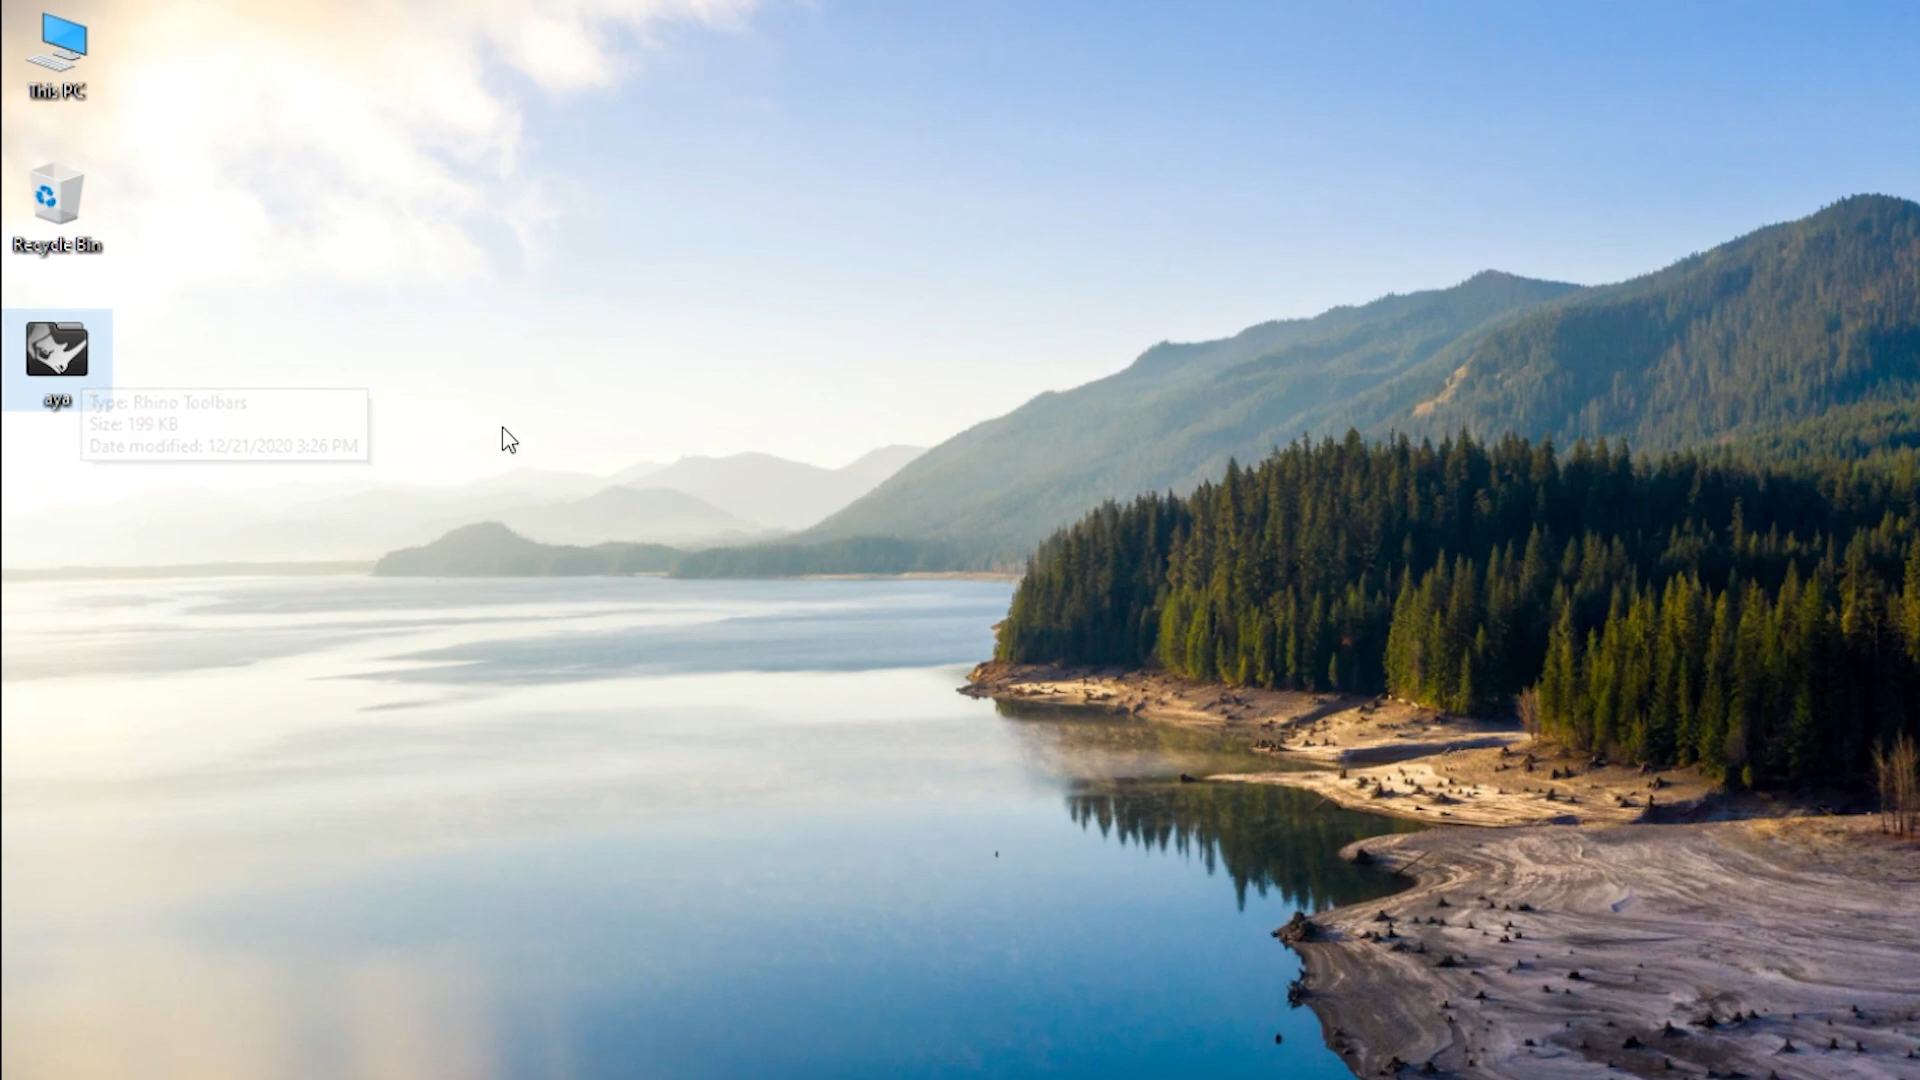 This PC
Recycle Bin
aya
Type: Rhino Toolbars
Size: 199 KB
Date modified: 12/21/2020 3:26 PM